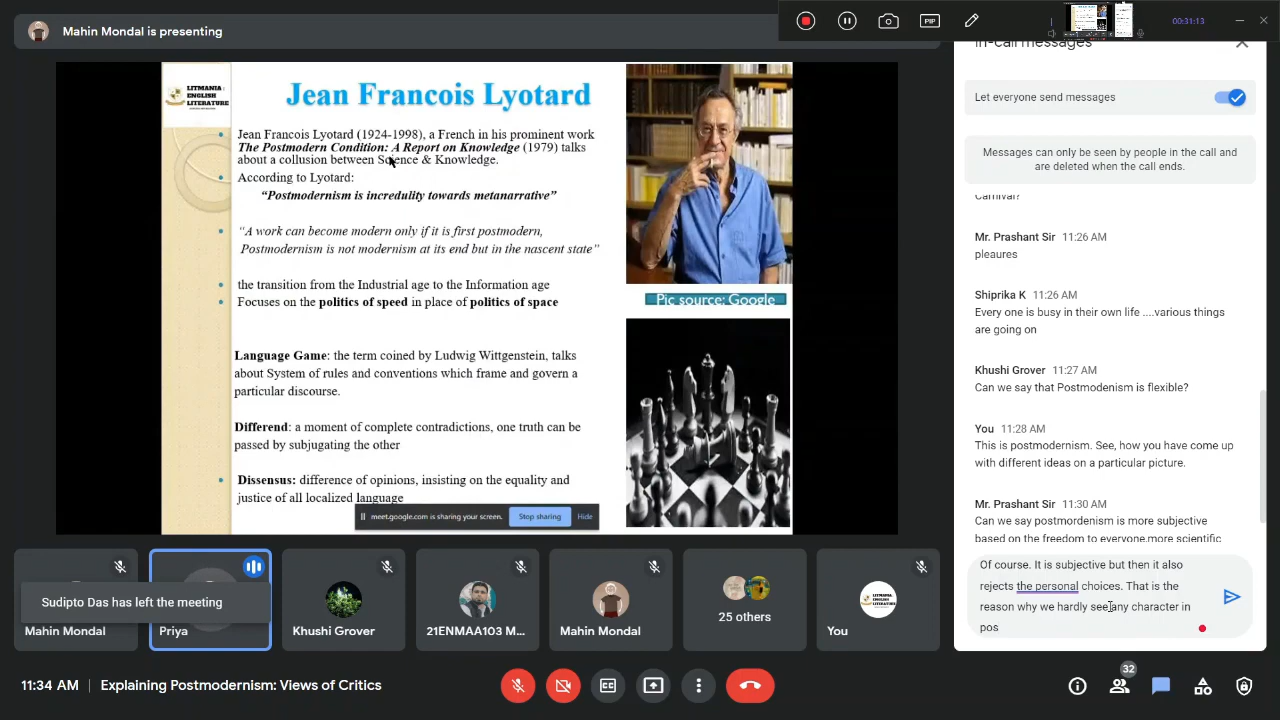 Mahin Mondal is presenting
PIP
00:31:13
LITMANIA:
ENGLISH
LITERATURE
Jean Francois Lyotard
Jean Francois Lyotard (1924-1998), a French in his prominent work
The Postmodern Condition: A Report on Knowledge (1979) talks
about a collusion between Science & Knowledge.
According to Lyotard:
“Postmodernism is incredulity towards metanarrative”
“A work can become modern only if it is first postmodern,
Postmodernism is not modernism at its end but in the nascent state”
the transition from the Industrial age to the Information age
Focuses on the politics of speed in place of politics of space
Language Game: the term coined by Ludwig Wittgenstein, talks
about System of rules and conventions which frame and govern a
particular discourse.
Differend: a moment of complete contradictions, one truth can be
passed by subjugating the other
Dissensus: difference of opinions, insisting on the equality and
justice of all localized language
Pic source: Google
meet.google.com is sharing your screen.
Stop sharing
Hide
In-call messages
Let everyone send messages
Messages can only be seen by people in the call and
are deleted when the call ends.
Carnival?
Mr. Prashant Sir 11:26 AM
pleaures
Shiprika K 11:26 AM
Every one is busy in their own life ....various things
are going on
Khushi Grover 11:27 AM
Can we say that Postmodenism is flexible?
You 11:28 AM
This is postmodernism. See, how you have come up
with different ideas on a particular picture.
Mr. Prashant Sir 11:30 AM
Can we say postmordenism is more subjective
based on the freedom to everyone.more scientific
Of course. It is subjective but then it also
rejects the personal choices. That is the
reason why we hardly see any character in
pos
Sudipto Das has left the meeting
Mahin Mondal
Priya
Khushi Grover
21ENMAA103 M...
Mahin Mondal
25 others
You
11:34 AM | Explaining Postmodernism: Views of Critics
32